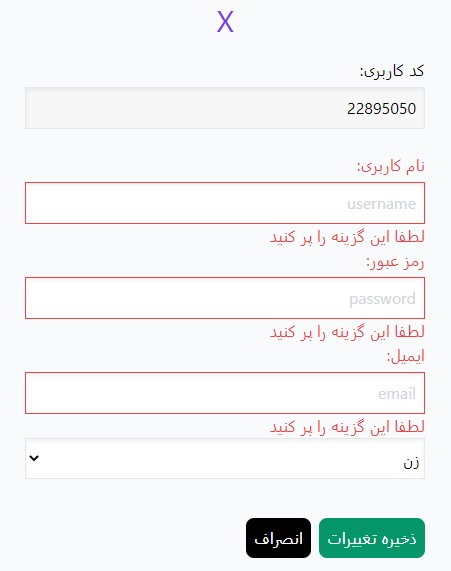 X
کد کاربری:
22895050
نام کاربری:
username
لطفا این گزینه را پر کنید
رمز عبور:
password
لطفا این گزینه را پر کنید
ایمیل:
email
لطفا این گزینه را پر کنید
زن
ذخیره تغییرات
انصراف